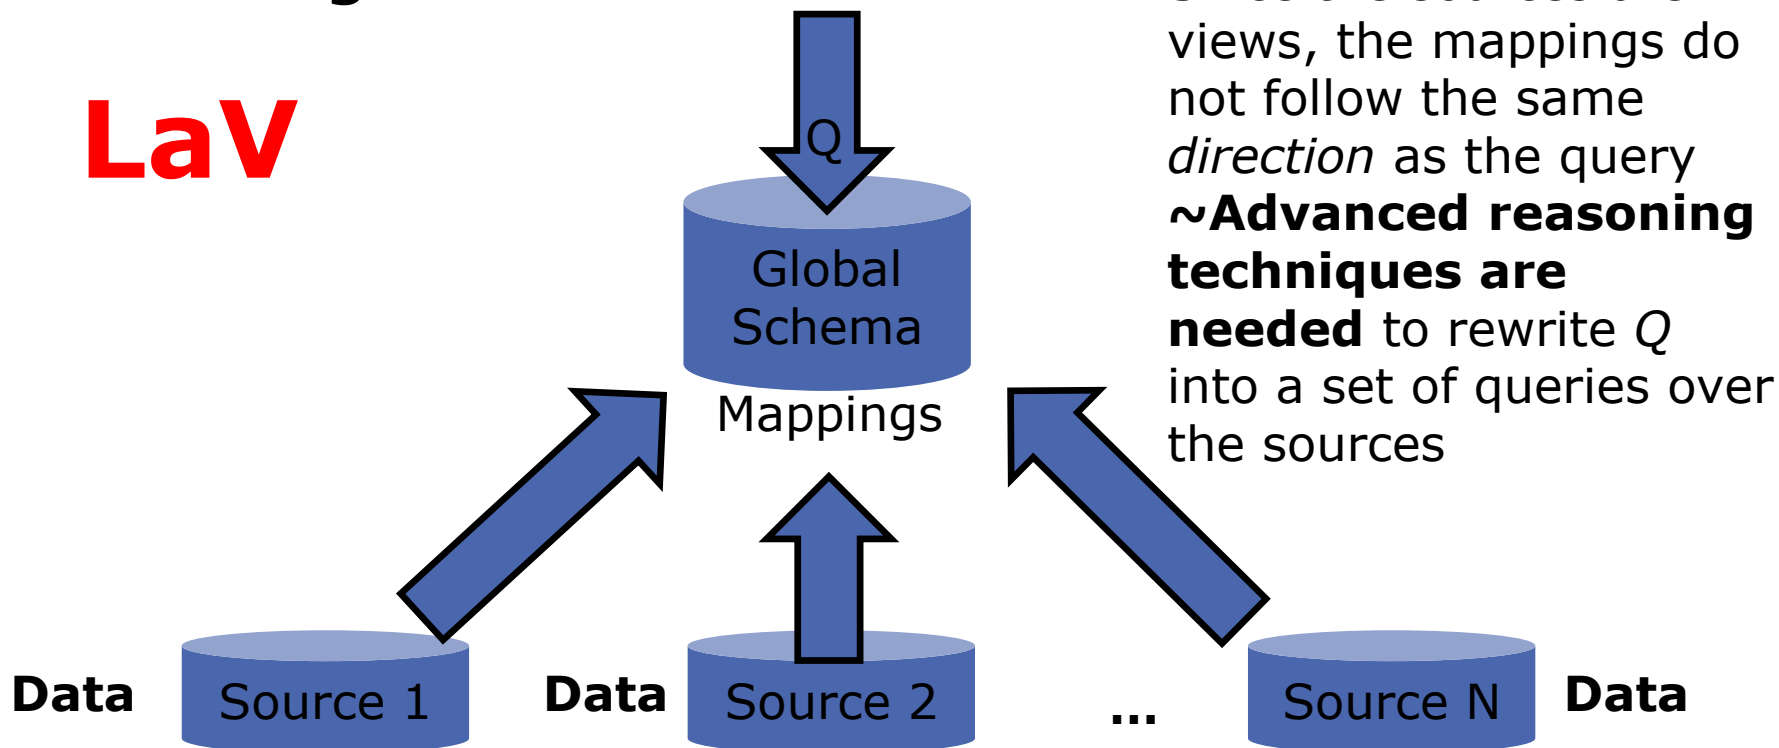 LaV
Q
views, the mappings do
not follow the same
direction as the query
~Advanced reasoning
techniques are
needed to rewrite Q
into a set of queries over
the sources
Global
Schema
Mappings
Data
Source 1
Data
Source 2
...
Source N
Data